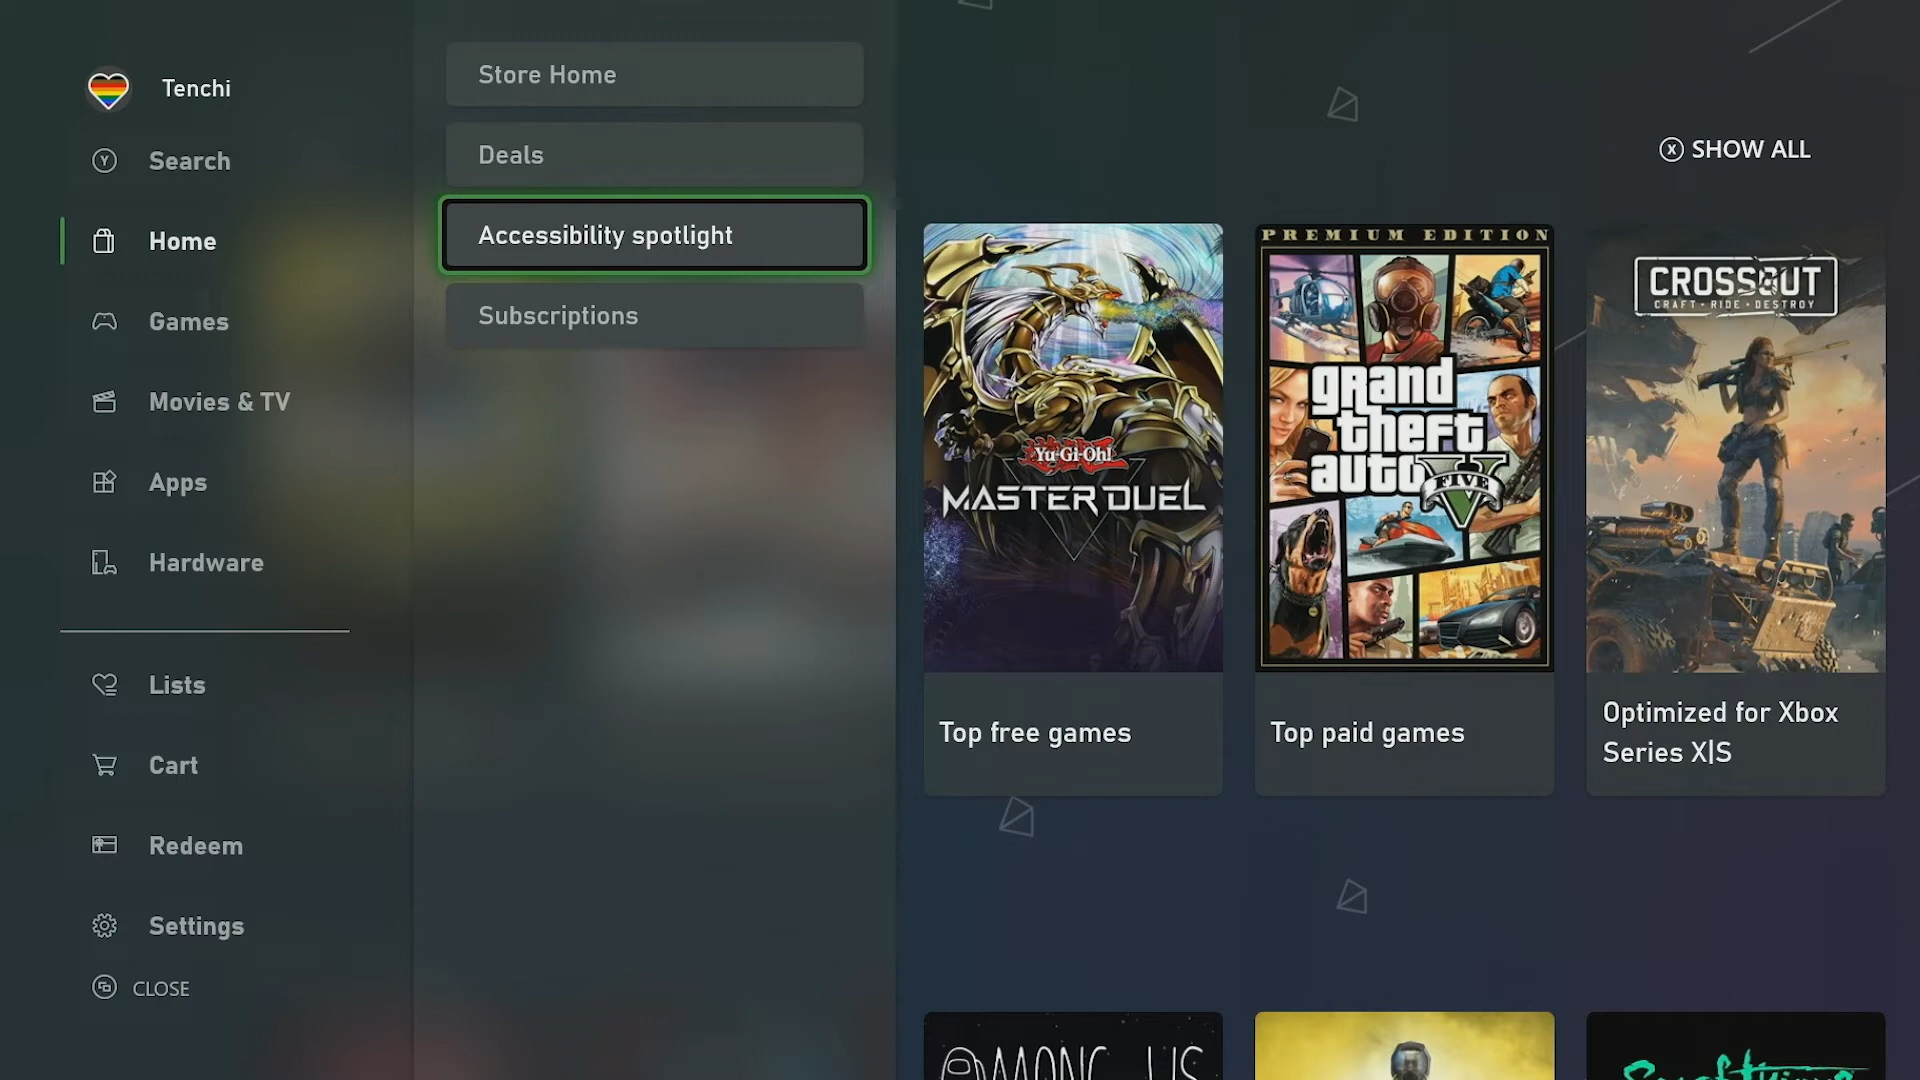 Tenchi
Y Search
Home
Games
Movies & TV
Apps
Hardware
Lists
Cart
Redeem
Settings
CLOSE
Store Home
Deals
Accessibility spotlight
Subscriptions
X SHOW ALL
Yu-Gi-Oh!
MASTER DUEL
Top free games
PREMIUM EDITION
grand
theft
auto V
FIVE
Top paid games
CROSSOUT
CRAFT • RIDE • DESTROY
Optimized for Xbox
Series X|S
AMONG US